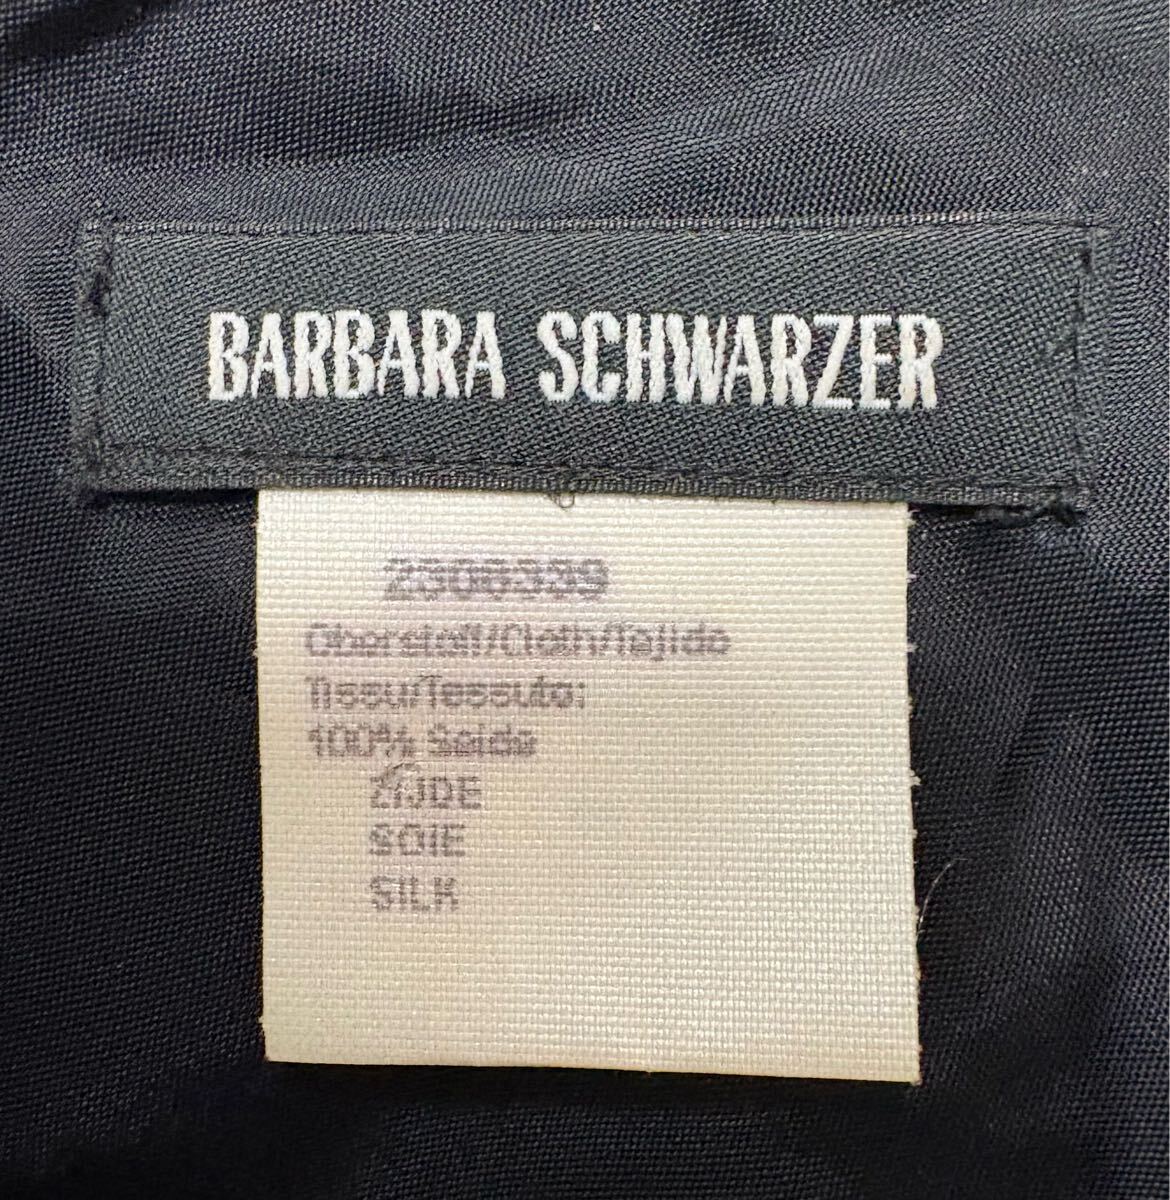 BARBARA SCHWARZER
Oberstoff/Cloth/Tejido
Tissu/Tessuto:
100% Seide
ZIJDE
SOIE
SILK